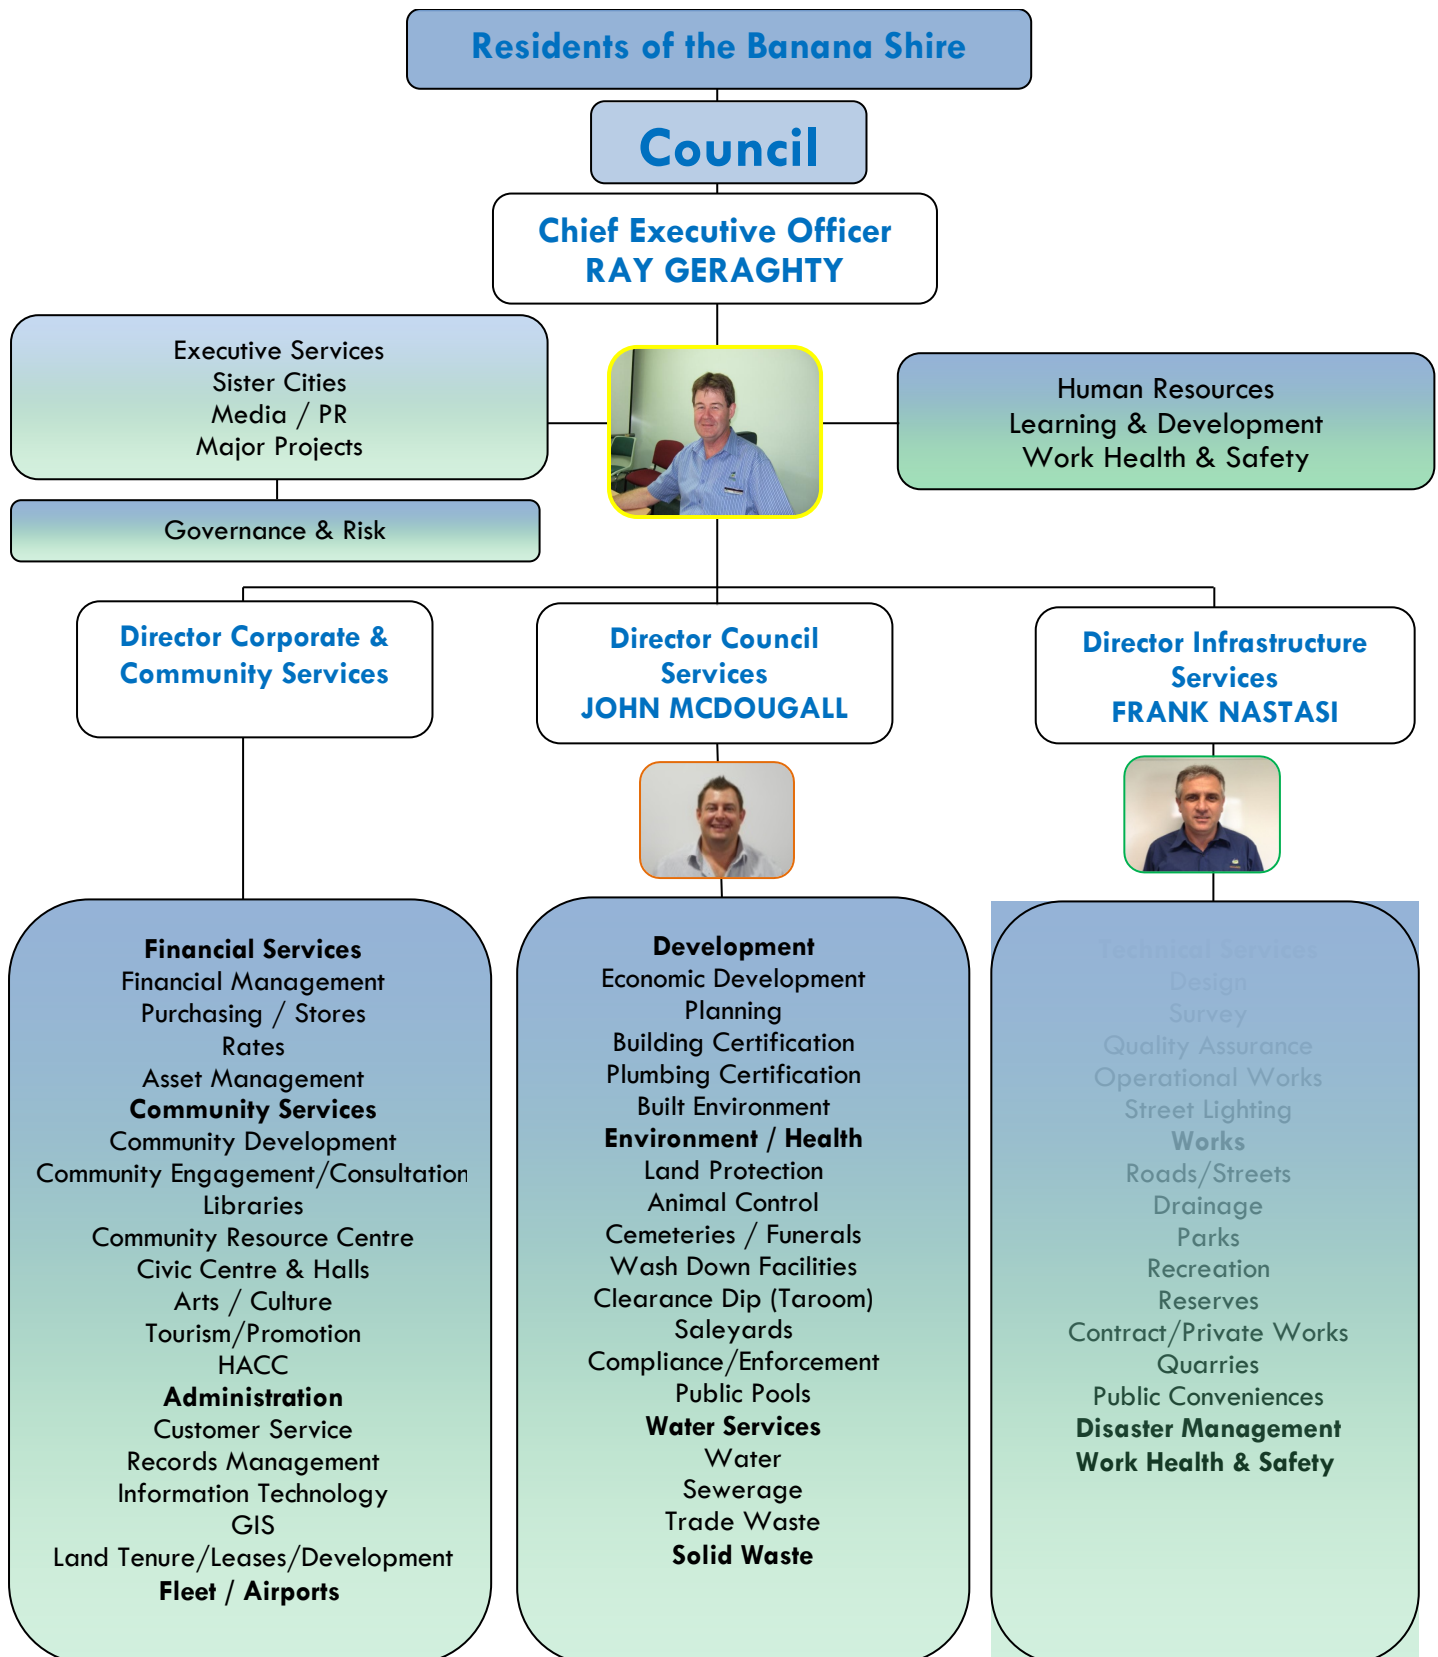 Residents of the Banana Shire
Council
Chief Executive Officer
RAY GERAGHTY
Executive Services
Sister Cities
Media / PR
Major Projects
Human Resources
Learning & Development
Work Health & Safety
Governance & Risk
Director Corporate &
Community Services
Director Council
Services
JOHN MCDOUGALL
Director Infrastructure
Services
FRANK NASTASI
Financial Services
Financial Management
Purchasing / Stores
Rates
Asset Management
Community Services
Community Development
Community Engagement/Consultation
Libraries
Community Resource Centre
Civic Centre & Halls
Arts / Culture
Tourism/Promotion
HACC
Administration
Customer Service
Records Management
Information Technology
GIS
Land Tenure/Leases/Development
Fleet / Airports
Development
Economic Development
Planning
Building Certification
Plumbing Certification
Built Environment
Environment / Health
Land Protection
Animal Control
Cemeteries / Funerals
Wash Down Facilities
Clearance Dip (Taroom)
Saleyards
Compliance/Enforcement
Public Pools
Water Services
Water
Sewerage
Trade Waste
Solid Waste
Technical Services
Design
Survey
Quality Assurance
Operational Works
Street Lighting
Works
Roads/Streets
Drainage
Parks
Recreation
Reserves
Contract/Private Works
Quarries
Public Conveniences
Disaster Management
Work Health & Safety